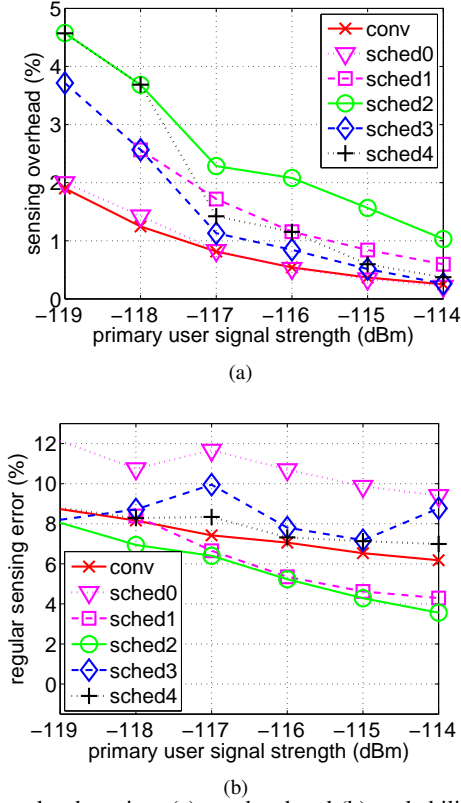 5
4
3
2
1
0
sensing overhead (%)
conv
sched0
sched1
sched2
sched3
sched4
−119 −118 −117 −116 −115 −114
primary user signal strength (dBm)
(a)
12
10
8
6
4
2
0
regular sensing error (%)
conv
sched0
sched1
sched2
sched3
sched4
−119 −118 −117 −116 −115 −114
primary user signal strength (dBm)
(b)